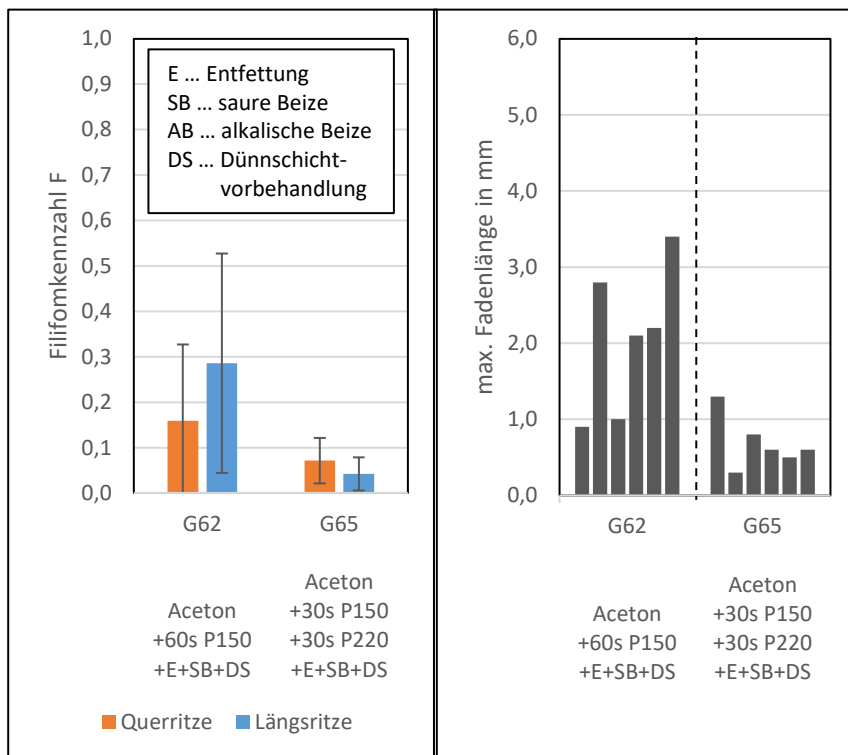 1,0
0,9
0,8
0,7
0,6
0,5
0,4
0,3
0,2
0,1
0,0
Filifomkennzahl F
E ... Entfettung
SB ... saure Beize
AB ... alkalische Beize
DS ... Dünnschicht-
vorbehandlung
G62
G65
Aceton
+60s P150
+E+SB+DS
Aceton
+30s P150
+30s P220
+E+SB+DS
Querritze
Längsritze
6,0
5,0
4,0
3,0
2,0
1,0
0,0
max. Fadenlänge in mm
G62
G65
Aceton
+60s P150
+E+SB+DS
Aceton
+30s P150
+30s P220
+E+SB+DS